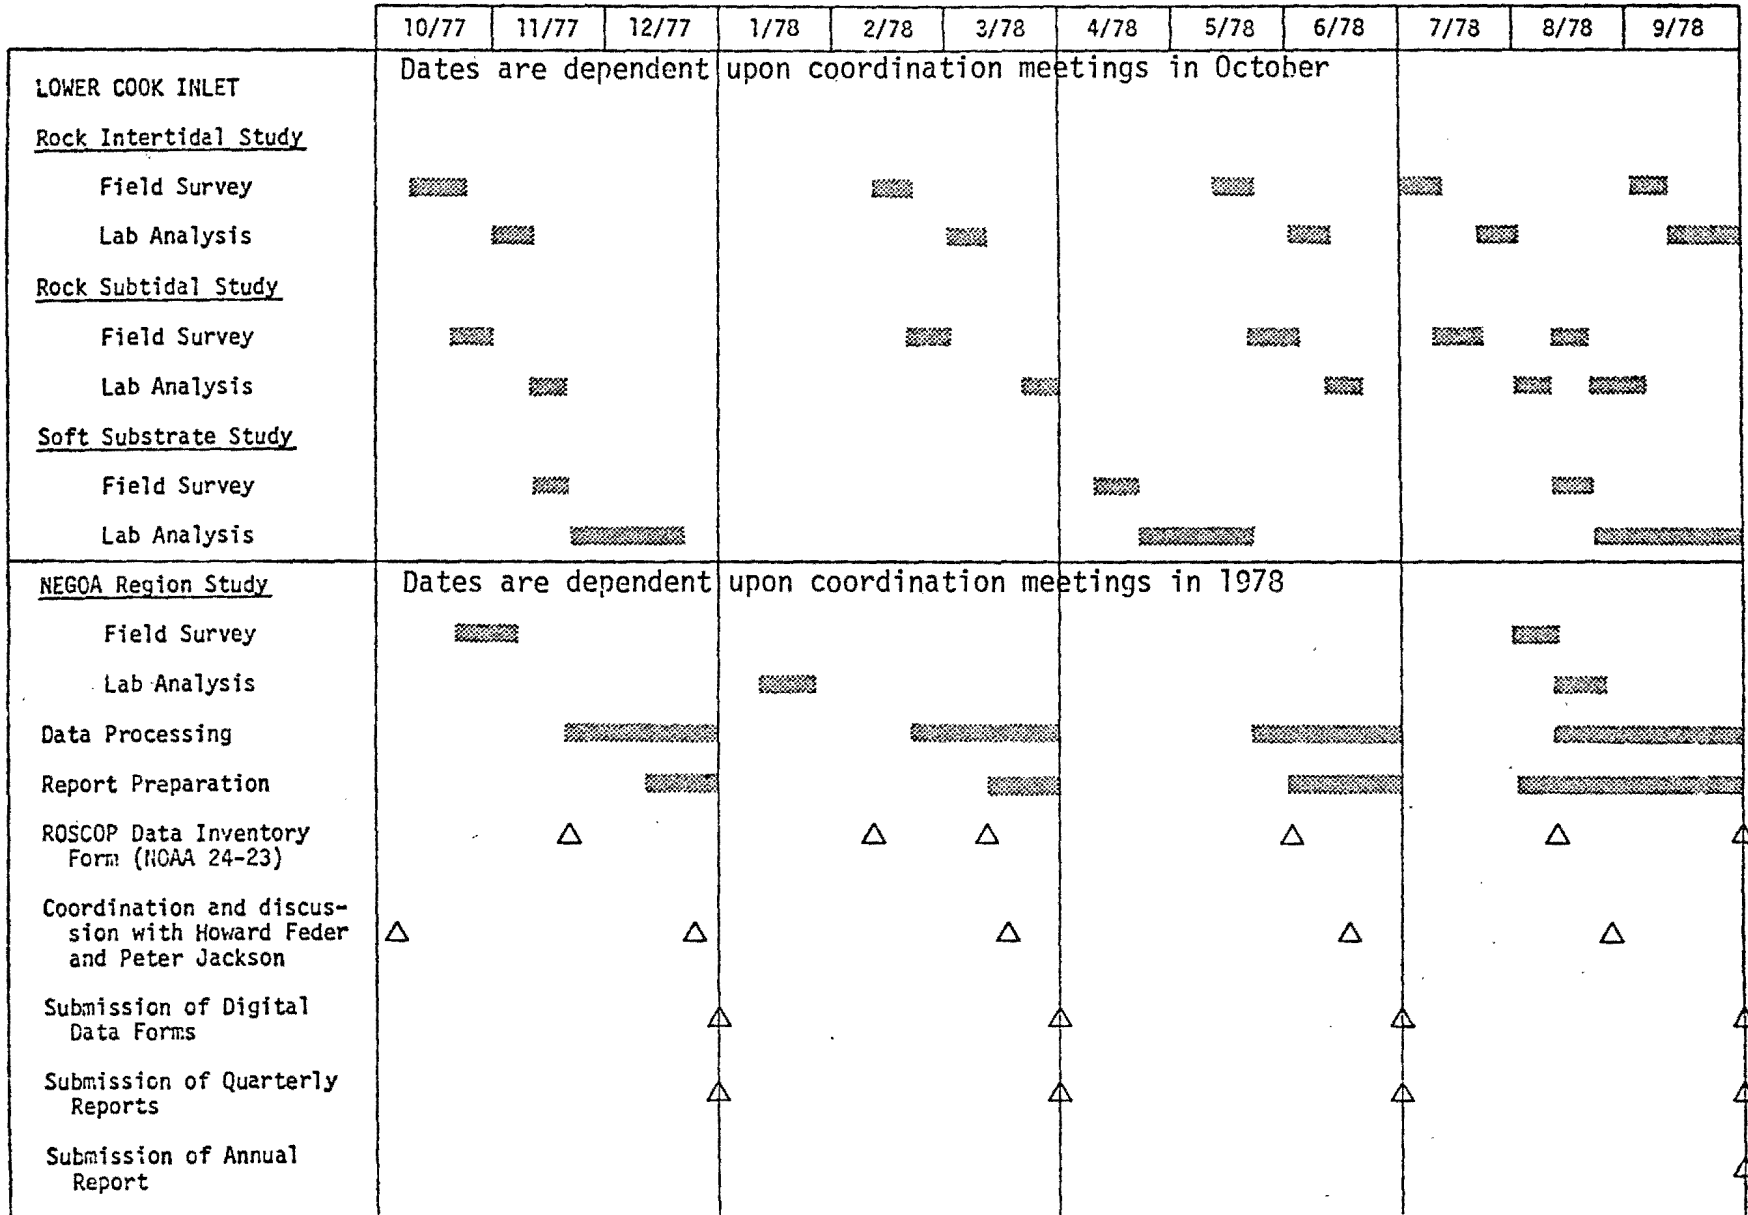 10/77 11/77 12/77 1/78 2/78 3/78 4/78 5/78 6/78 7/78 8/78 9/78
Dates are dependent upon coordination meetings in October
LOWER COOK INLET
Rock Intertidal Study
Field Survey
Lab Analysis
Rock Subtidal Study
Field Survey
Lab Analysis
Soft Substrate Study
Field Survey
Lab Analysis
NEGOA Region Study
Dates are dependent upon coordination meetings in 1978
Field Survey
Lab Analysis
Data Processing
Report Preparation
ROSCOP Data Inventory
Form (NOAA 24-23)
Coordination and discus-
sion with Howard Feder
and Peter Jackson
Submission of Digital
Data Forms
Submission of Quarterly
Reports
Submission of Annual
Report